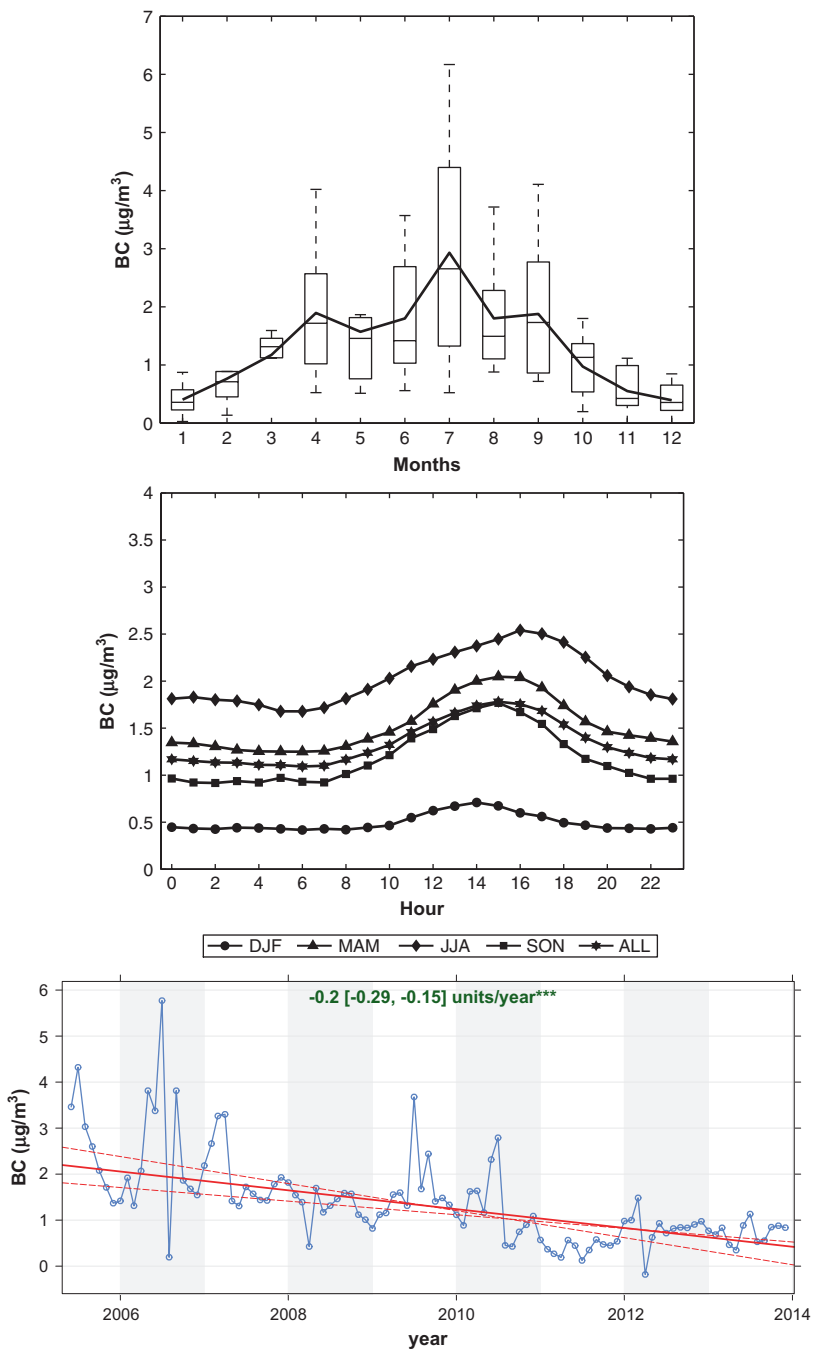 7
6
5
4
3
2
1
0
BC (µg/m³)
1 2 3 4 5 6 7 8 9 10 11 12
Months
4
3.5
3
2.5
2
1.5
1
0.5
0
BC (µg/m³)
0 2 4 6 8 10 12 14 16 18 20 22
Hour
DJF MAM JJA SON ALL
-0.2 [-0.29, -0.15] units/year***
6
5
4
3
2
1
0
BC (µg/m³)
2006 2008 2010 2012 2014
year